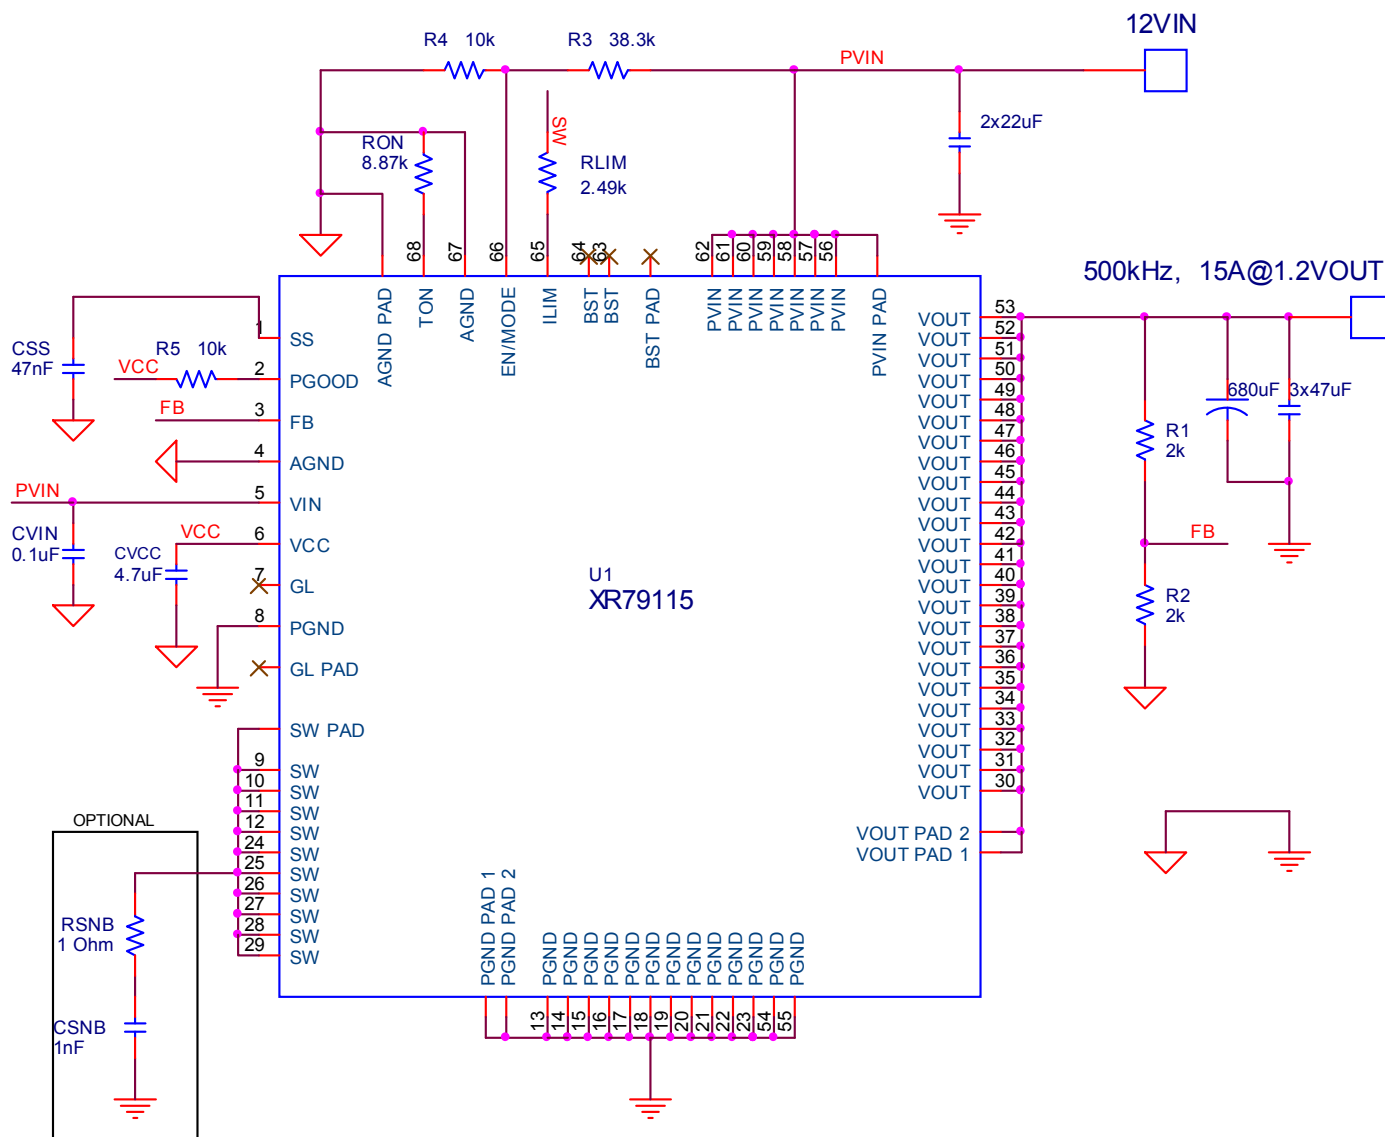 12VIN
R4 10k
R3 38.3k
PVIN
SW
2x22uF
RON
8.87k
RLIM
2.49k
68
67
66
65
64
63
62
61
60
59
58
57
56
AGND PAD
TON
AGND
EN/MODE
ILIM
BST
BST
BST PAD
PVIN
PVIN
PVIN
PVIN
PVIN
PVIN
PVIN
PVIN PAD
500kHz, 15A@1.2VOUT
CSS
47nF
1
SS
VCC
R5 10k
2
PGOOD
FB
3
FB
4
AGND
PVIN
5
VIN
CVIN
0.1uF
VCC
6
VCC
CVCC
4.7uF
7
GL
8
PGND
GL PAD
SW PAD
9
SW
10
SW
11
SW
12
SW
24
SW
25
SW
26
SW
27
SW
28
SW
29
SW
U1
XR79115
VOUT 53
VOUT 52
VOUT 51
VOUT 50
VOUT 49
VOUT 48
VOUT 47
VOUT 46
VOUT 45
VOUT 44
VOUT 43
VOUT 42
VOUT 41
VOUT 40
VOUT 39
VOUT 38
VOUT 37
VOUT 36
VOUT 35
VOUT 34
VOUT 33
VOUT 32
VOUT 31
VOUT 30
VOUT PAD 2
VOUT PAD 1
680uF
3x47uF
R1
2k
FB
R2
2k
OPTIONAL
RSNB
1 Ohm
CSNB
1nF
PGND PAD 1
PGND PAD 2
PGND
PGND
PGND
PGND
PGND
PGND
PGND
PGND
PGND
PGND
PGND
PGND
PGND
13
14
15
16
17
18
19
20
21
22
23
54
55